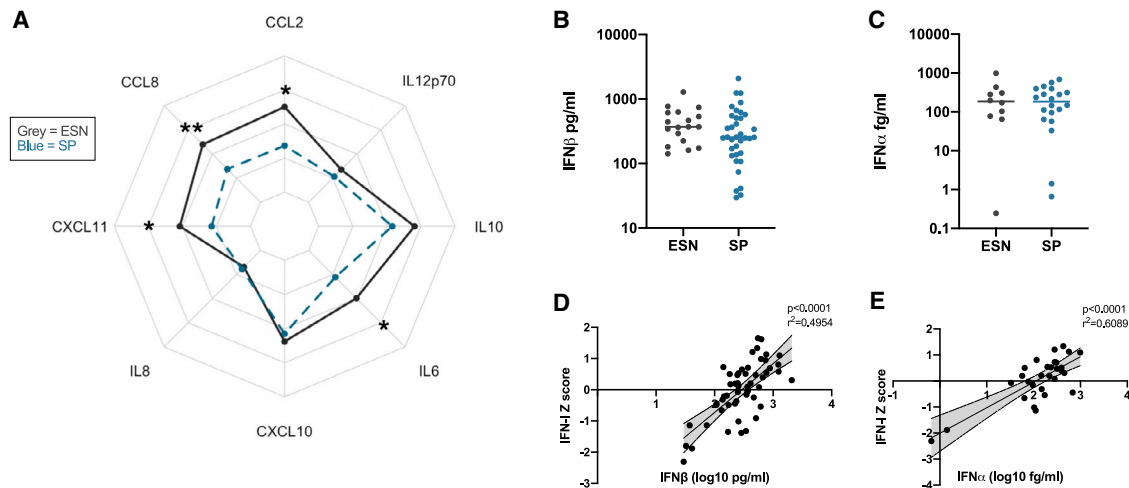 A
CCL2
CCL8
IL12p70
*
**
Grey = ESN
Blue = SP
CXCL11
*
IL10
*
IL8
IL6
CXCL10
B
10000
1000
100
10
IFNβ pg/ml
ESN
SP
C
10000
1000
100
10
1
0.1
IFNα fg/ml
ESN
SP
D
p<0.0001
r²=0.4954
2
1
0
-1
-2
-3
1
2
3
4
IFN-I Z score
IFNβ (log10 pg/ml)
E
p<0.0001
r²=0.6089
2
1
0
-1
-2
-3
-4
-1
1
2
3
4
IFN-I Z score
IFNα (log10 fg/ml)